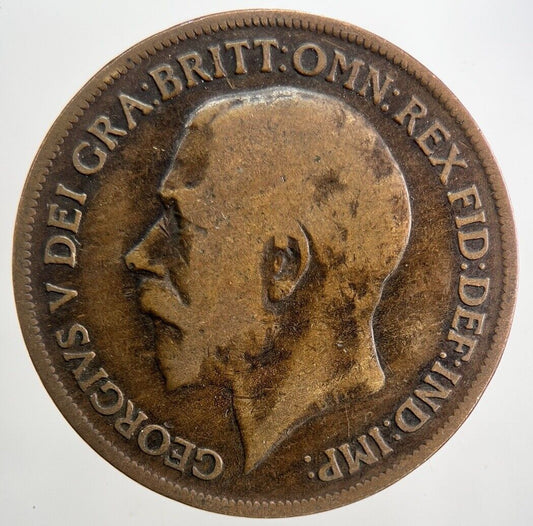 GEORGIVS V DEI GRA: BRITT: OMN: REX FID: DEF: IND: IMP: